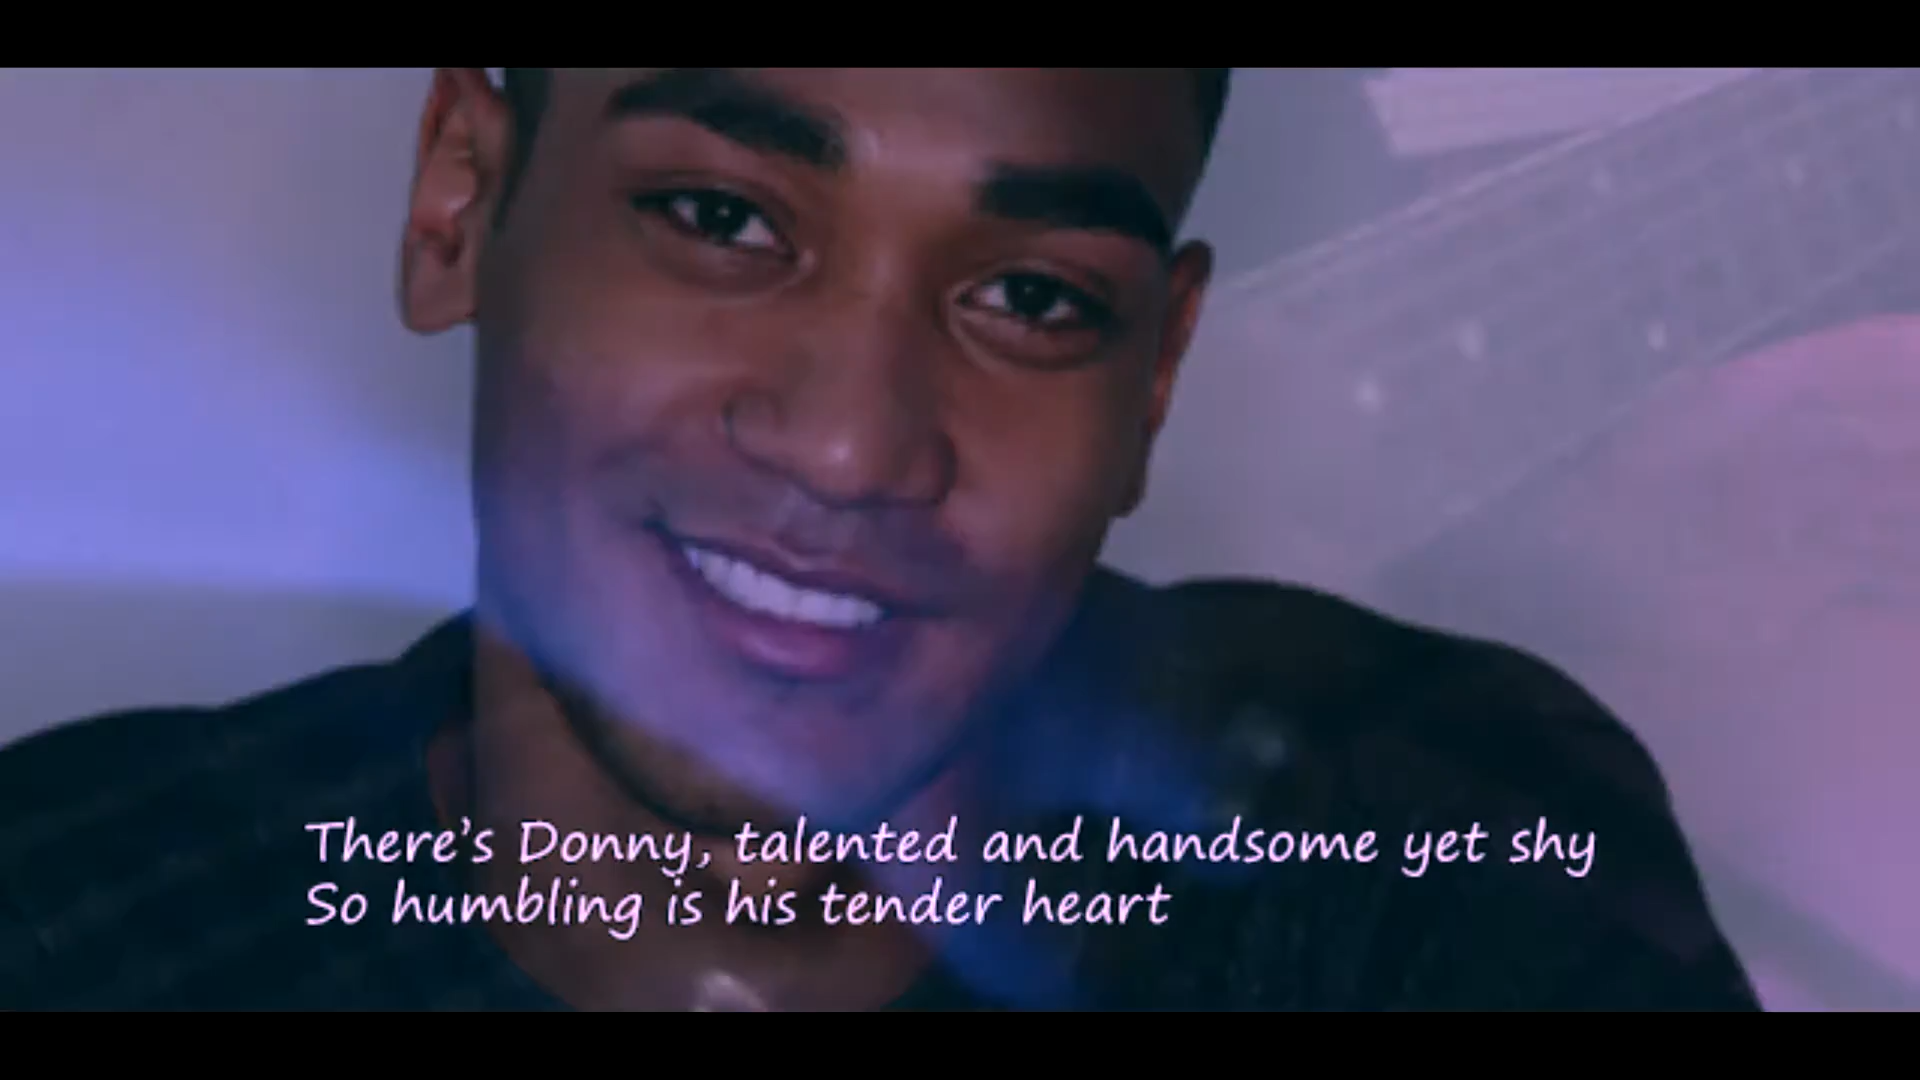 There’s Donny, talented and handsome yet shy
So humbling is his tender heart